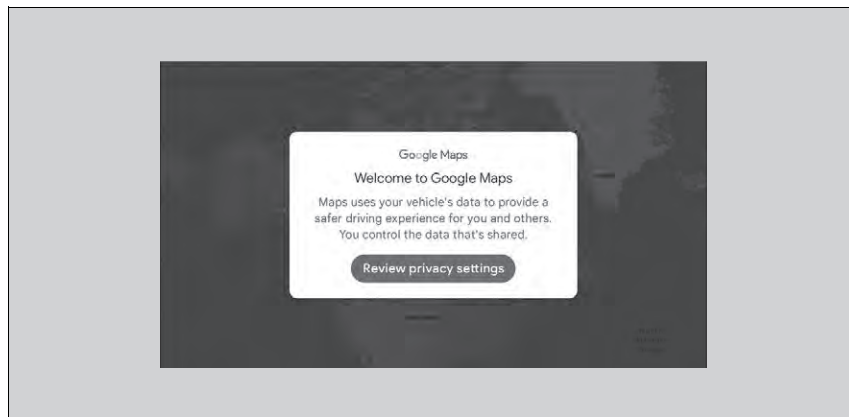 Google Maps
Welcome to Google Maps
Maps uses your vehicle's data to provide a
safer driving experience for you and others.
You control the data that's shared.
Review privacy settings